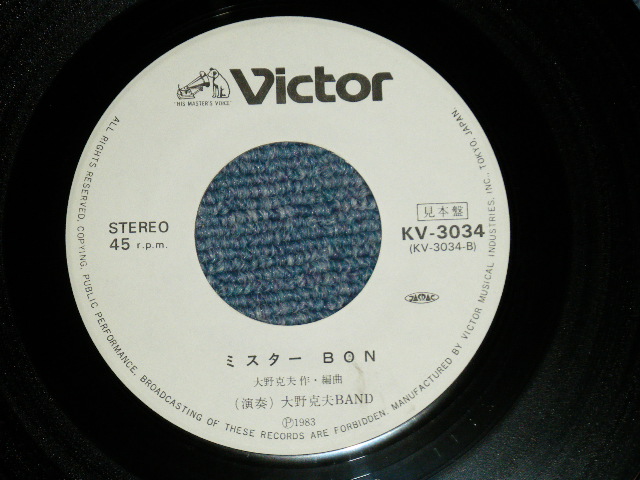 "HIS MASTER'S VOICE"
Victor
STEREO
45 r.p.m.
見本盤
KV-3034
(KV-3034-B)
JASRAC
ミスター BON
大野克夫 作・編曲
(演奏) 大野克夫BAND
Ⓟ1983
ALL RIGHTS RESERVED, COPYING, PUBLIC PERFORMANCE, BROADCASTING OF THESE RECORDS ARE FORBIDDEN. MANUFACTURED BY VICTOR MUSICAL INDUSTRIES, INC., TOKYO, JAPAN.